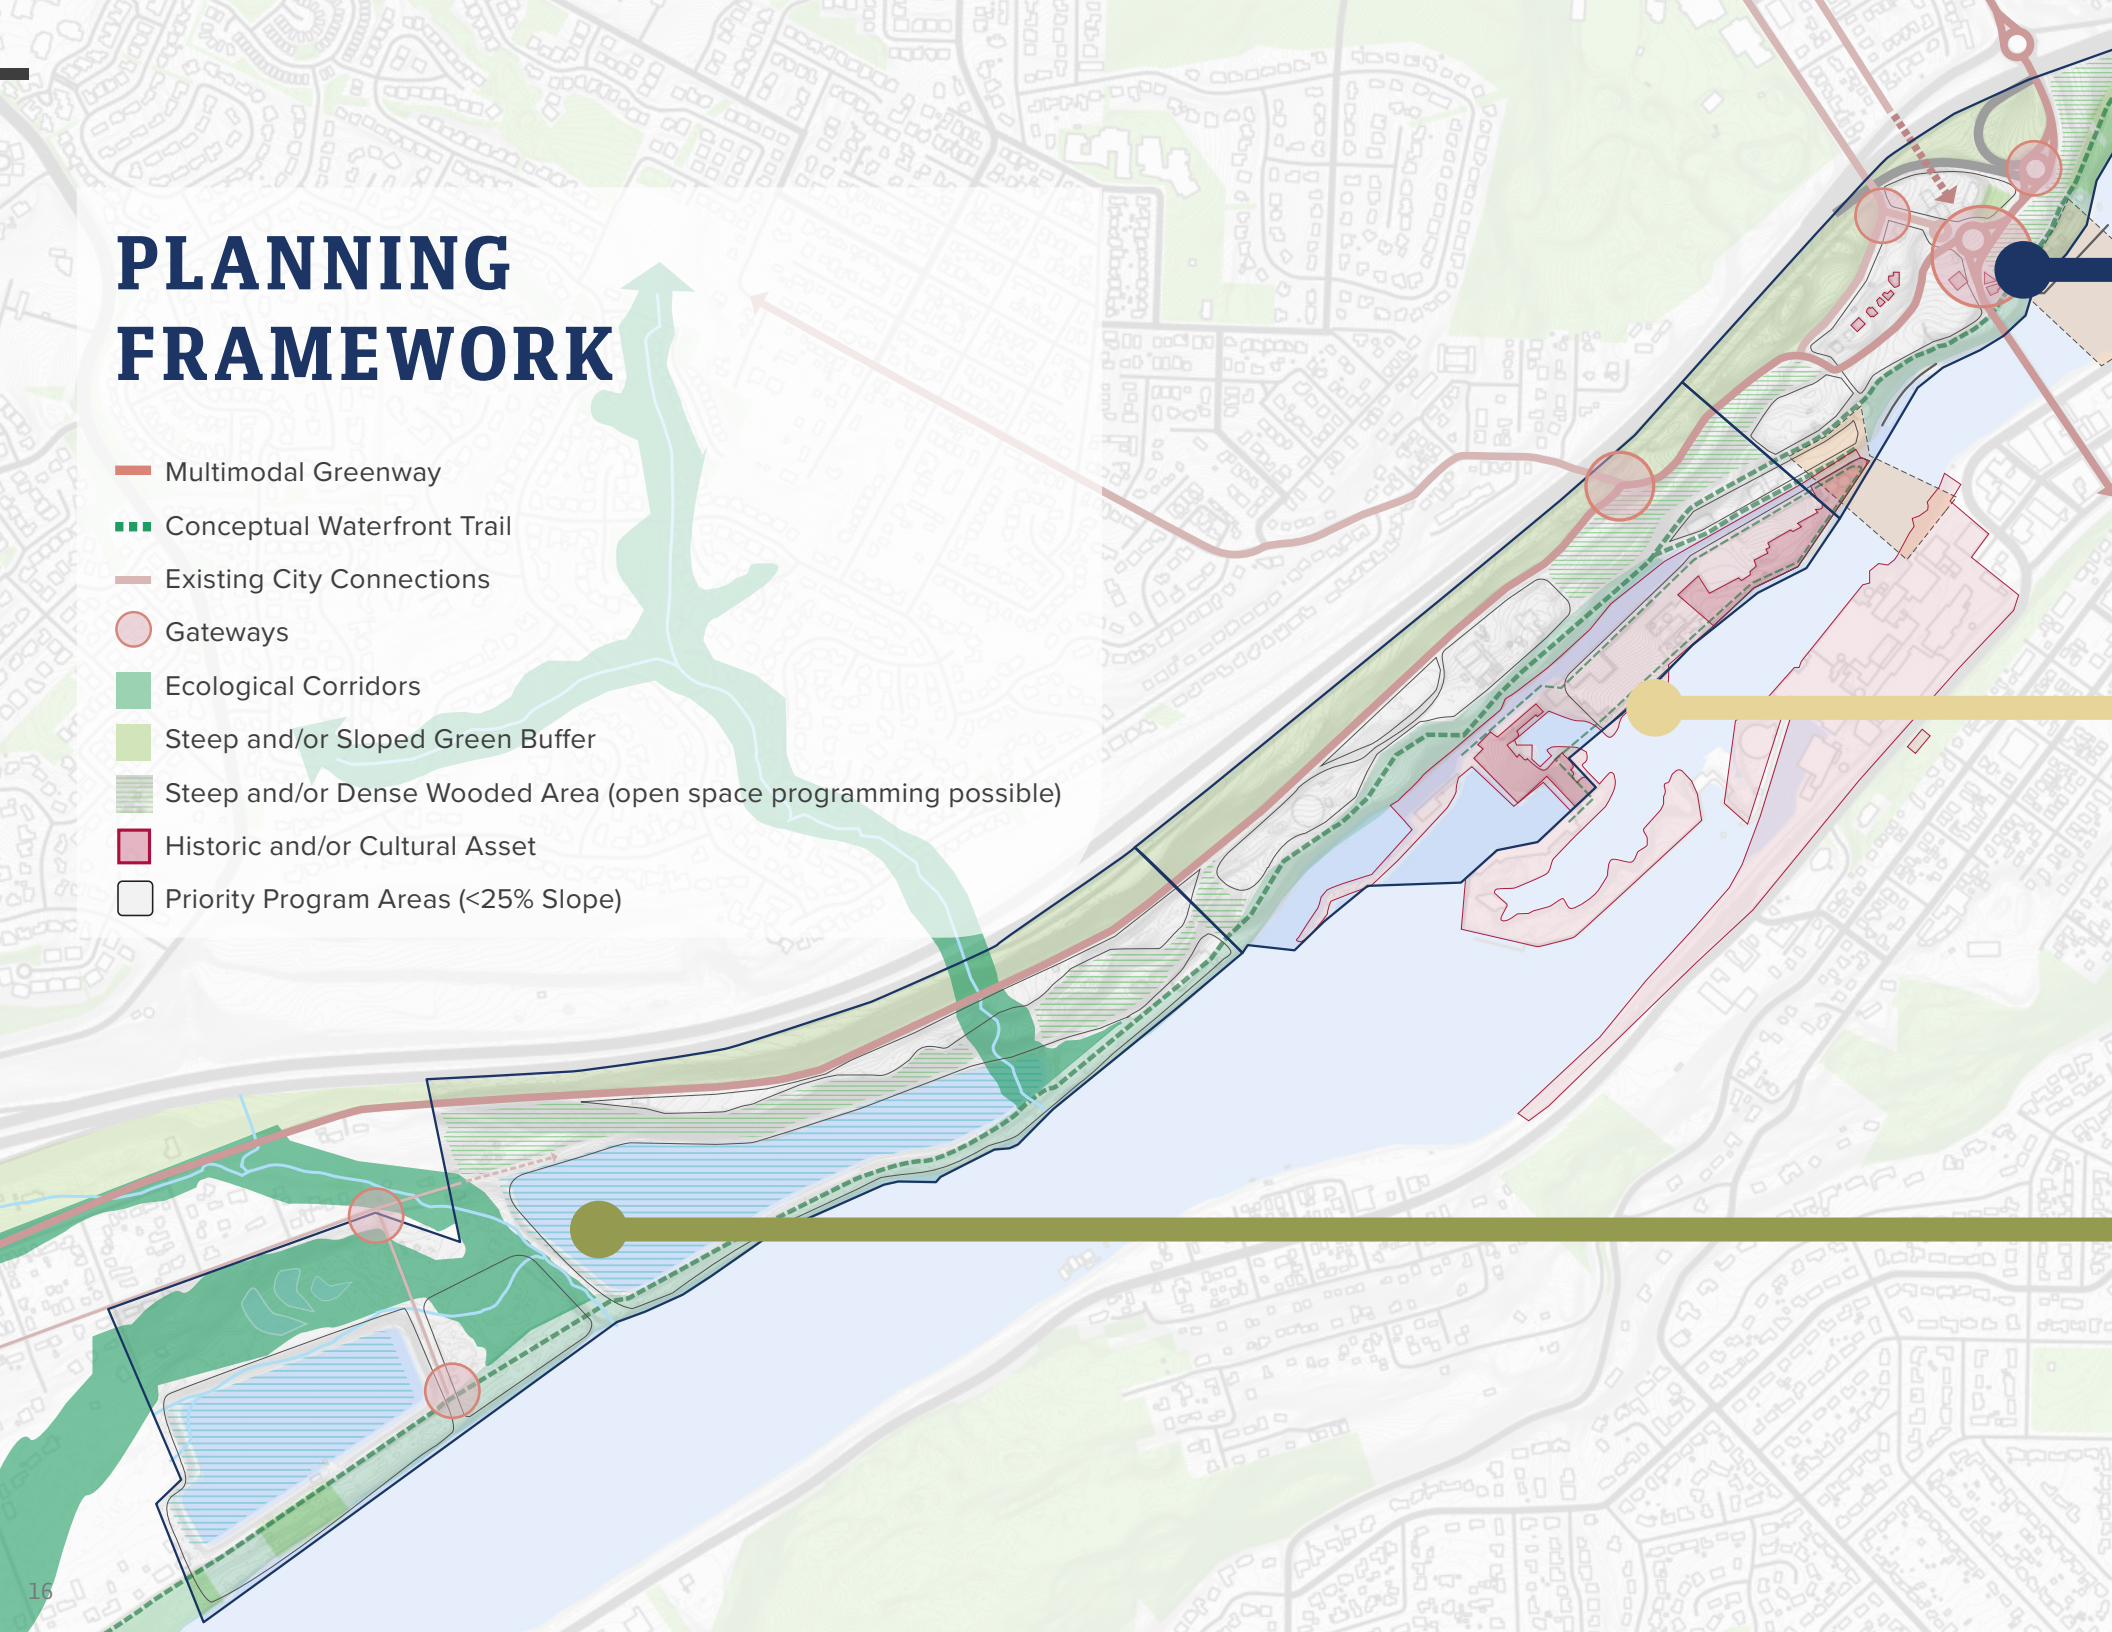 PLANNING
FRAMEWORK
Multimodal Greenway
Conceptual Waterfront Trail
Existing City Connections
Gateways
Ecological Corridors
Steep and/or Sloped Green Buffer
Steep and/or Dense Wooded Area (open space programming possible)
Historic and/or Cultural Asset
Priority Program Areas (<25% Slope)
16